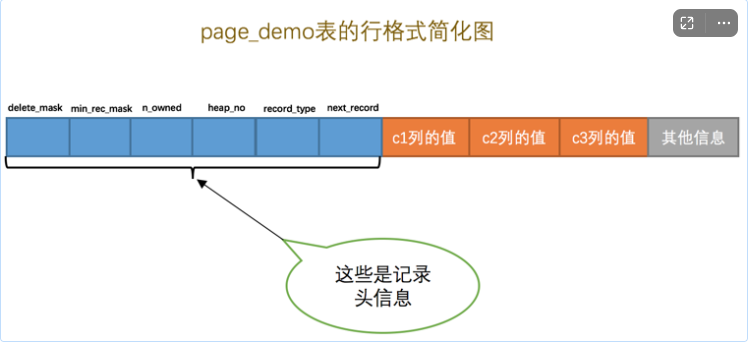 page_demo表的行格式简化图
delete_mask min_rec_mask n_owned heap_no record_type next_record
c1列的值 c2列的值 c3列的值 其他信息
这些是记录
头信息